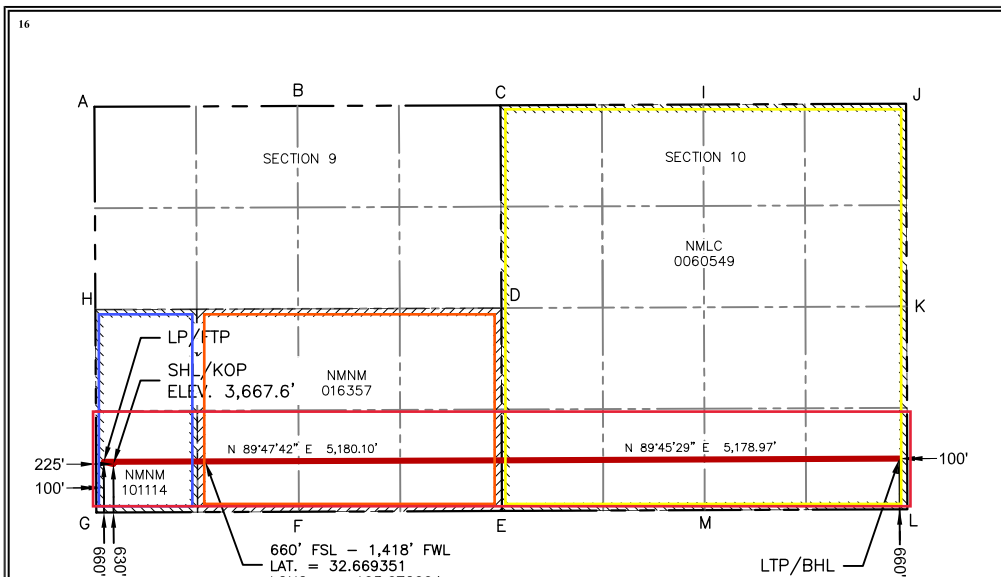 16
A
B
C
I
J
SECTION 9
SECTION 10
NMLC
0060549
H
D
K
LP/FTP
SHL/KOP
ELEV. 3,667.6'
NMNM
016357
N 89°47'42" E 5,180.10'
N 89°45'29" E 5,178.97'
225'
100'
100'
NMNM
101114
G
F
E
M
L
660'
630'
660' FSL - 1,418' FWL
LAT. = 32.669351
LTP/BHL
660'